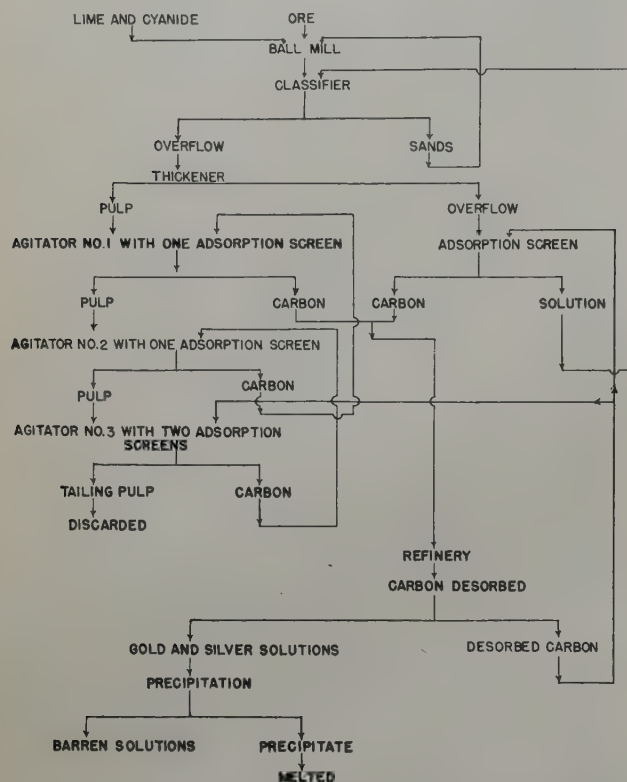 LIME AND CYANIDE
ORE
BALL MILL
CLASSIFIER
OVERFLOW
SANDS
THICKENER
PULP
OVERFLOW
AGITATOR NO.1 WITH ONE ADSORPTION SCREEN
ADSORPTION SCREEN
PULP
CARBON
CARBON
SOLUTION
AGITATOR NO.2 WITH ONE ADSORPTION SCREEN
CARBON
PULP
AGITATOR NO.3 WITH TWO ADSORPTION
SCREENS
TAILING PULP
CARBON
DISCARDED
REFINERY
CARBON DESORBED
GOLD AND SILVER SOLUTIONS
DESORBED CARBON
PRECIPITATION
BARREN SOLUTIONS
PRECIPITATE
MELTED